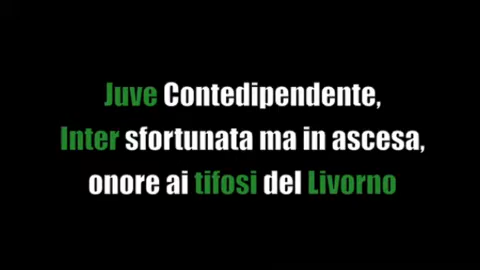 Juve Contedipendente,
Inter sfortunata ma in ascesa,
onore ai tifosi del Livorno